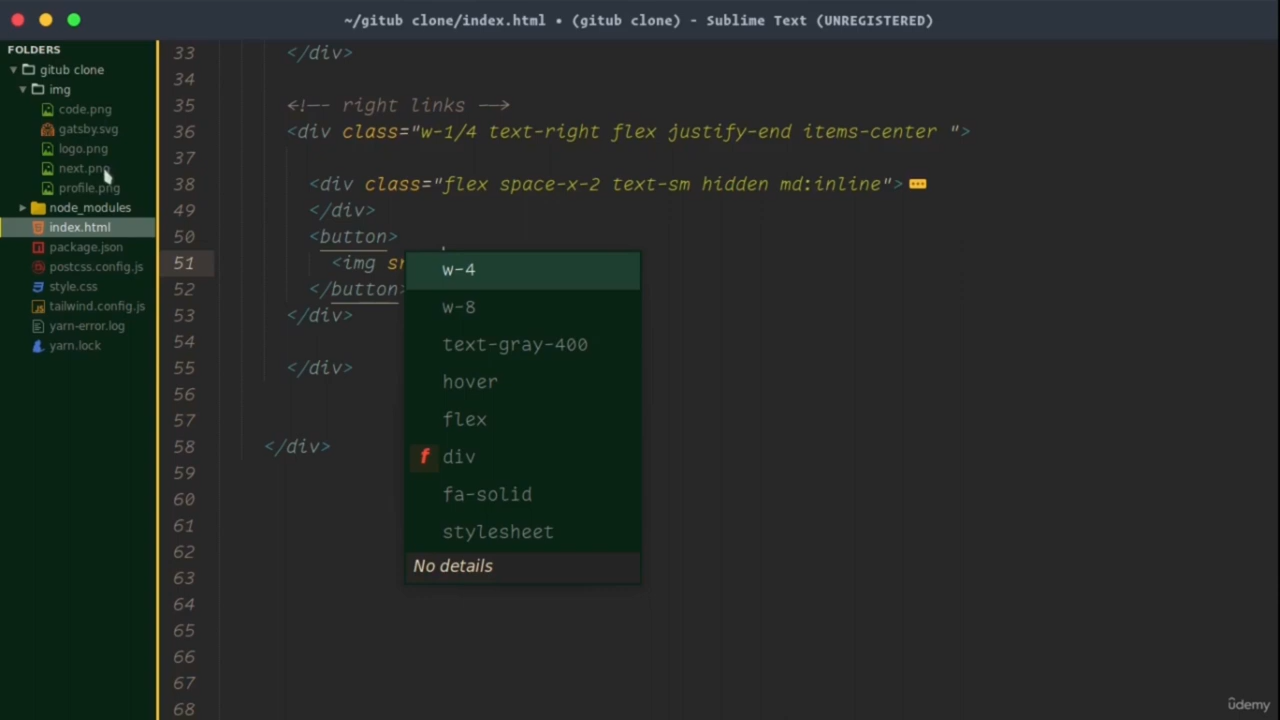 ~/gitub clone/index.html • (gitub clone) - Sublime Text (UNREGISTERED)
FOLDERS
gitub clone
img
code.png
gatsby.svg
logo.png
next.png
profile.png
node_modules
index.html
package.json
postcss.config.js
style.css
tailwind.config.js
yarn-error.log
yarn.lock
33 </div>
34
35 <!-- right links -->
36 <div class="w-1/4 text-right flex justify-end items-center ">
37
38 <div class="flex space-x-2 text-sm hidden md:inline">
49 </div>
50 <button>
51 <img sr
52 </button>
53 </div>
54
55 </div>
56
57
58 </div>
59
60
61
62
63
64
65
66
67
68
w-4
w-8
text-gray-400
hover
flex
f div
fa-solid
stylesheet
No details
ûdemy